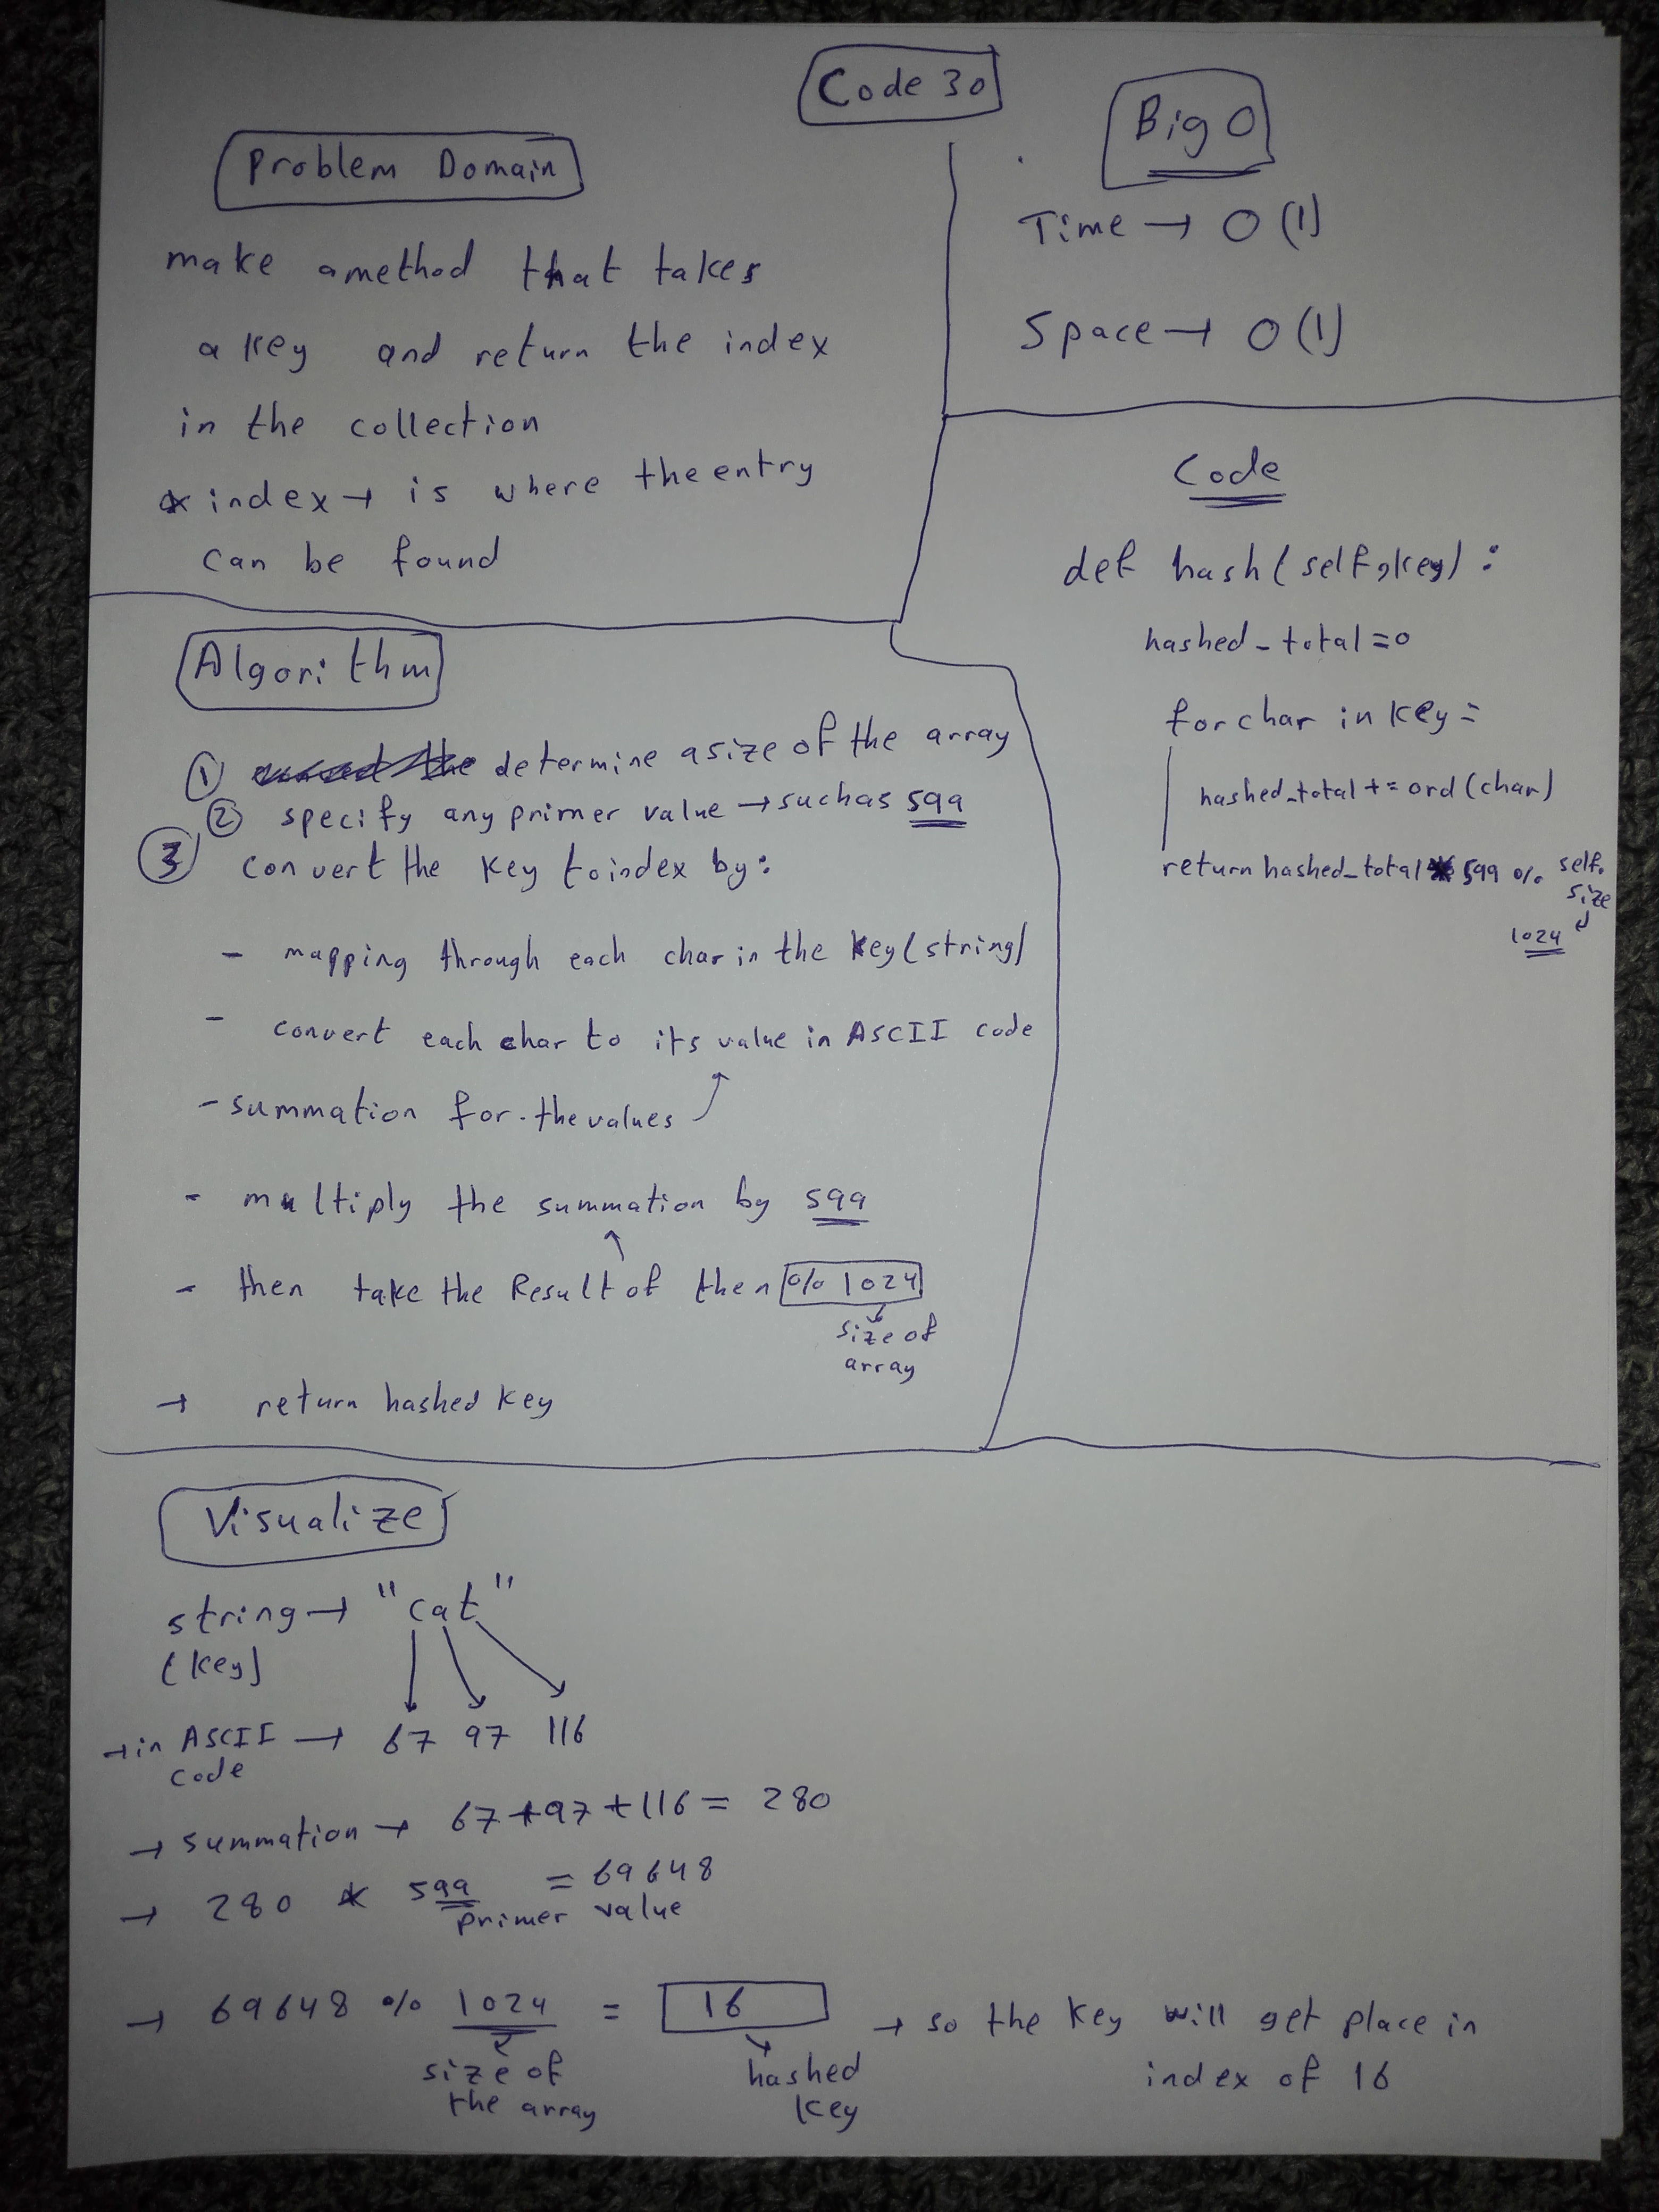 Code 30
Problem Domain
make a method that takes
a key and return the index
in the collection
* index → is where the entry
can be found
Big O
Time → O(1)
Space → O(1)
Code
def hash(self,key):
hashed_total=0
for char in key=
hashed_total += ord(char)
return hashed_total * 599 % self.
size
1024
Algorithm
① determine a size of the array
② specify any primer value → such as 599
③ convert the key to index by:
- mapping through each char in the key(string)
- convert each char to its value in ASCII code
- summation for the values
- multiply the summation by 599
- then take the Result of then % 1024
size of
array
→ return hashed key
Visualize
string → "cat"
(key)
→ in ASCII → 67 97 116
code
→ summation → 67+97+116= 280
→ 280 * 599 = 69648
primer value
→ 69648 % 1024 = 16 → so the key will get place in
index of 16
size of
the array
hashed
key